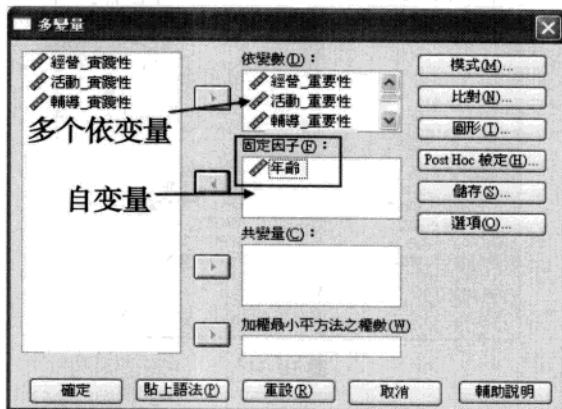 多變量
經營_實踐性
活動_實踐性
輔導_實踐性
多个依变量
自变量
依變數(D)：
經營_重要性
活動_重要性
輔導_重要性
固定因子(F)：
年齡
共變量(C)：
加權最小平方法之權數(W)
模式(M)...
比對(N)...
圖形(T)...
Post Hoc 檢定(H)...
儲存(S)...
選項(O)...
確定
貼上語法(P)
重設(R)
取消
輔助說明